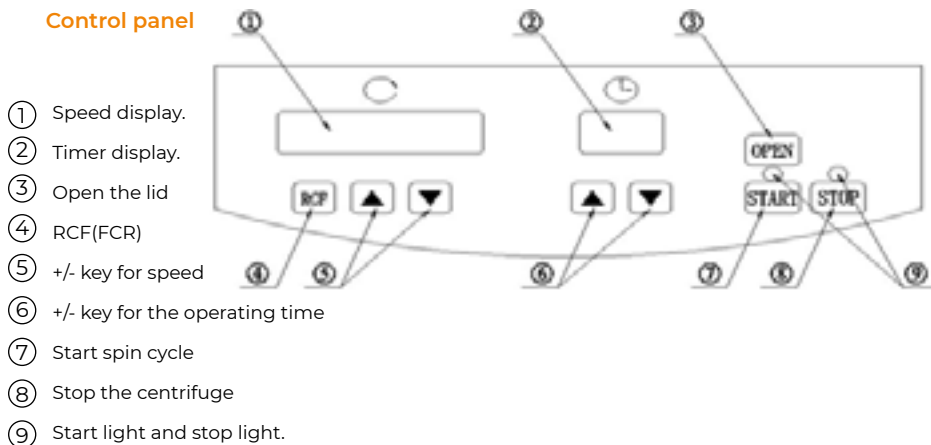 Control panel
① ② ③
① Speed display.
② Timer display.
OPEN
③ Open the lid
RCF START STOP
④ RCF(FCR)
⑤ +/- key for speed
④ ⑤ ⑥ ⑦ ⑧ ⑨
⑥ +/- key for the operating time
⑦ Start spin cycle
⑧ Stop the centrifuge
⑨ Start light and stop light.